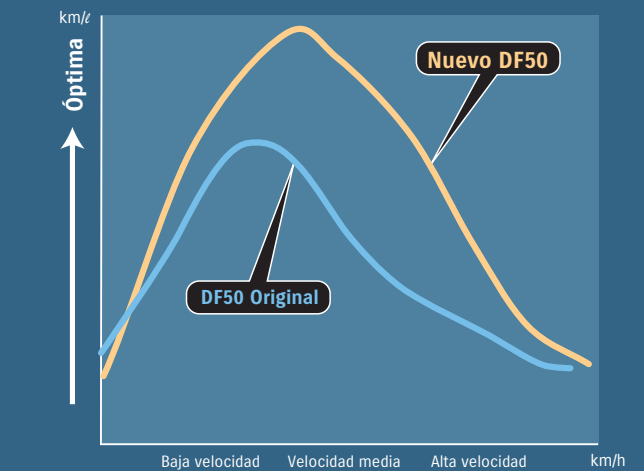 km/ℓ
Óptima
Nuevo DF50
DF50 Original
Baja velocidad
Velocidad media
Alta velocidad
km/h